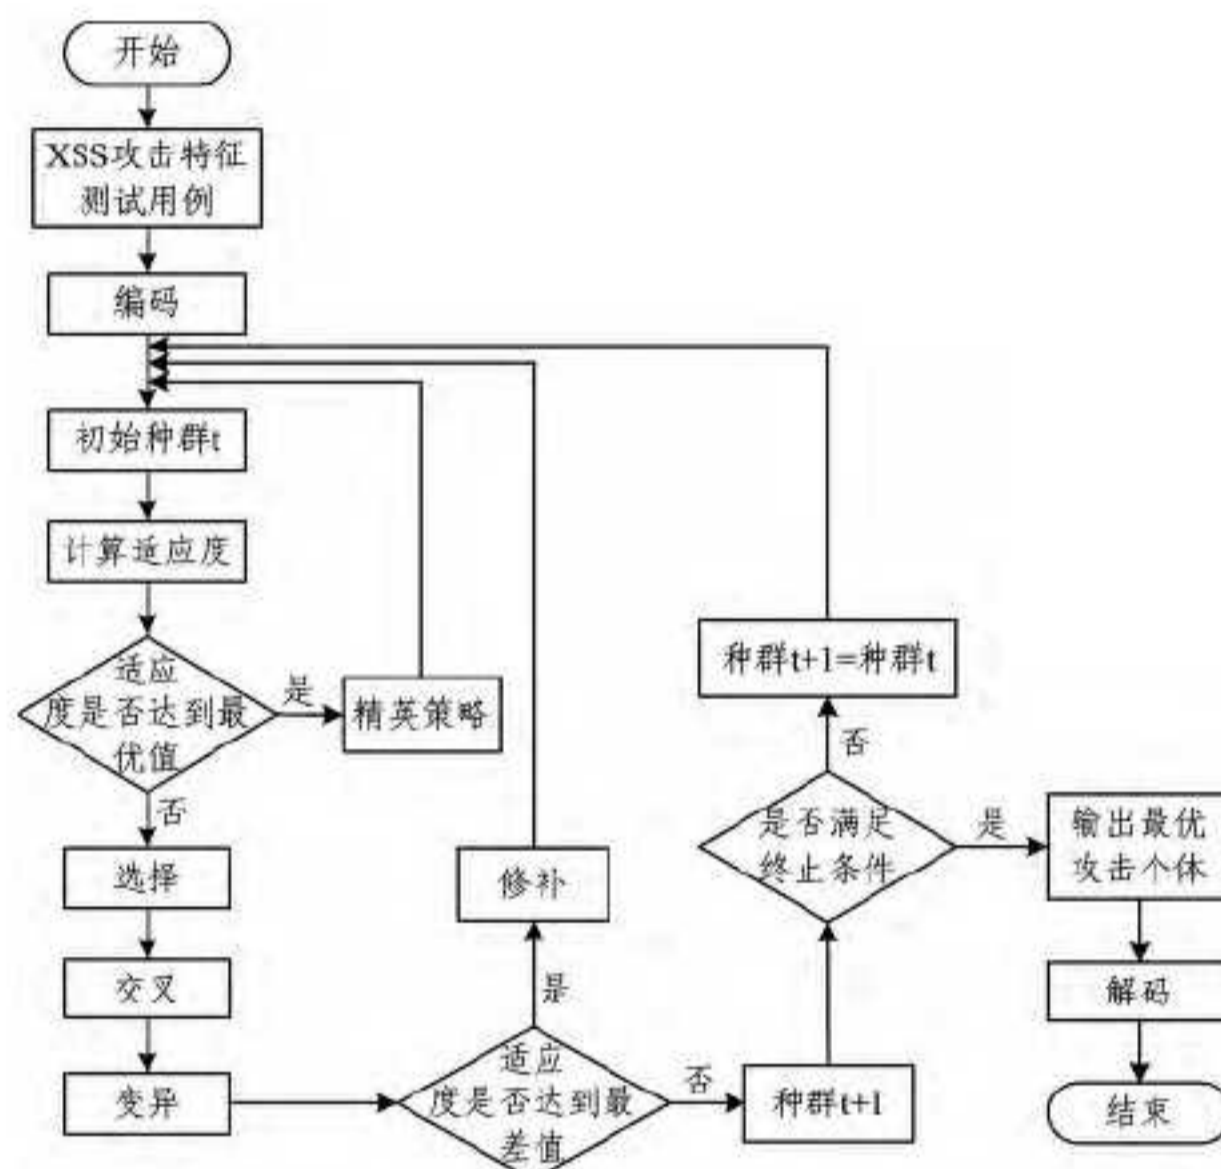 开始
XSS攻击特征
测试用例
编码
初始种群t
计算适应度
适应
度是否达到最
优值
是
精英策略
否
选择
交叉
变异
适应
度是否达到最
差值
是
修补
否
种群t+1
是否满足
终止条件
否
种群t+1=种群t
是
输出最优
攻击个体
解码
结束